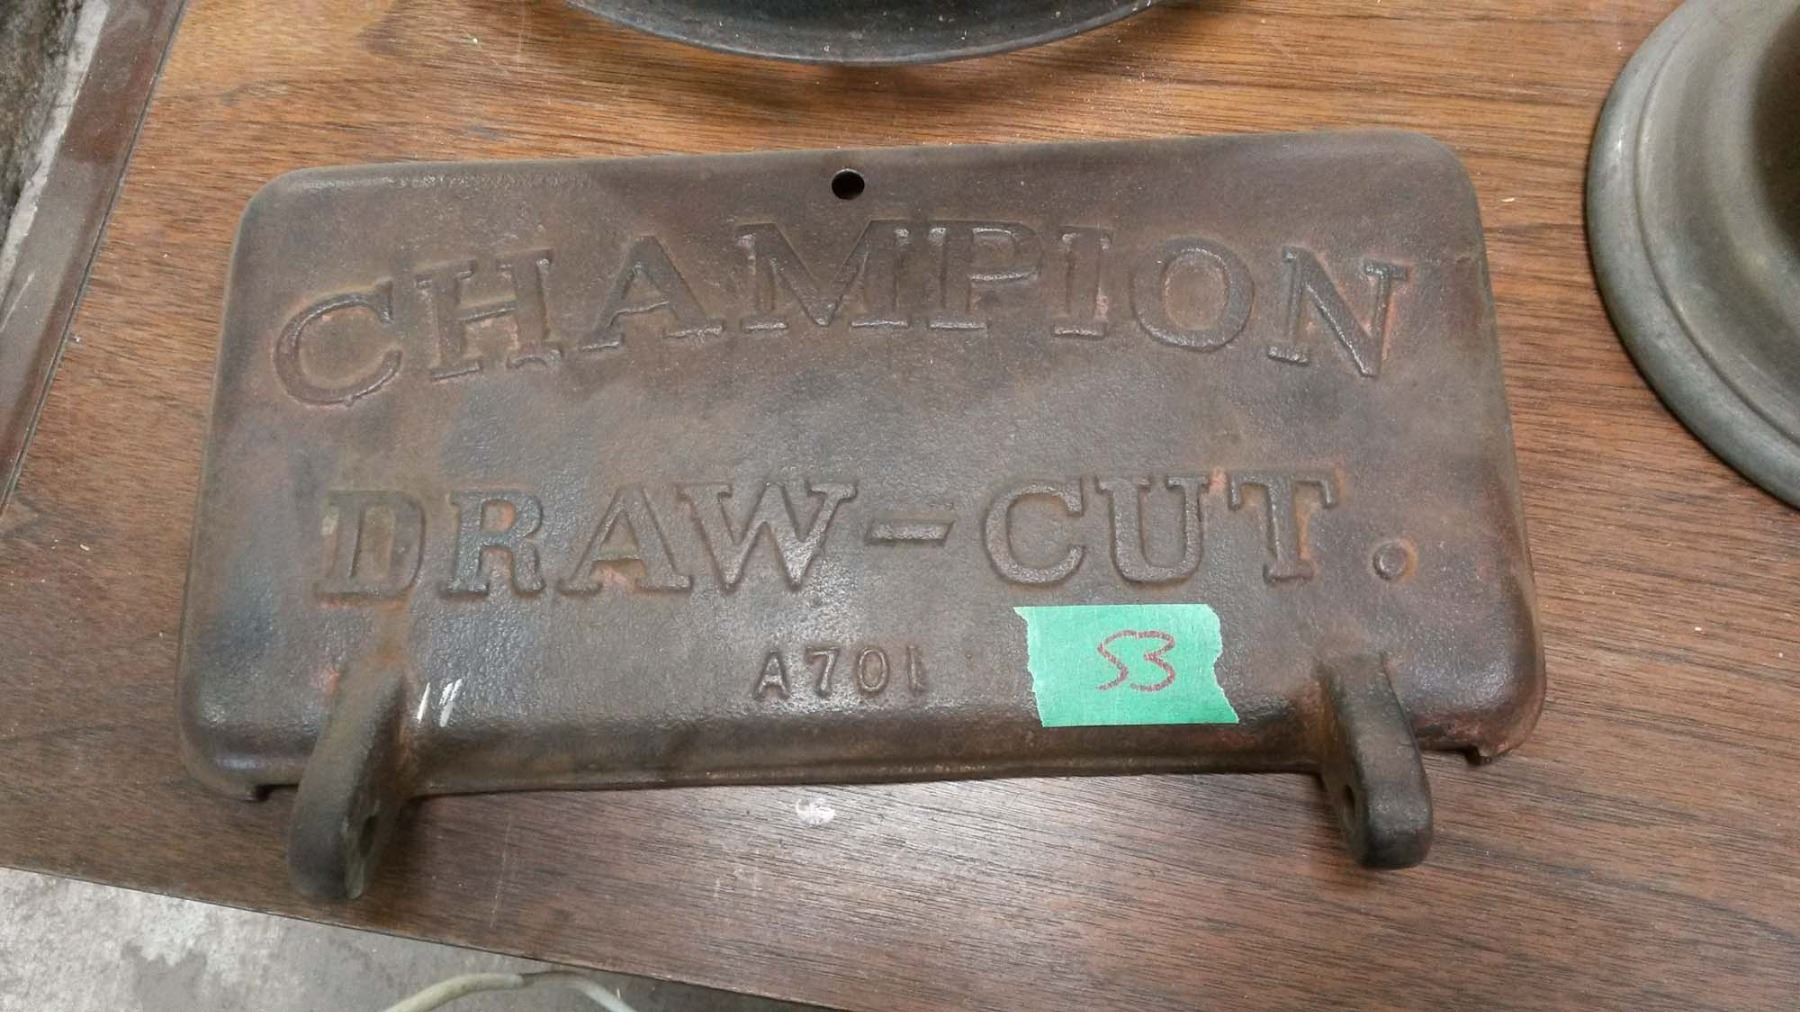 CHAMPION
DRAW-CUT.
A701
53